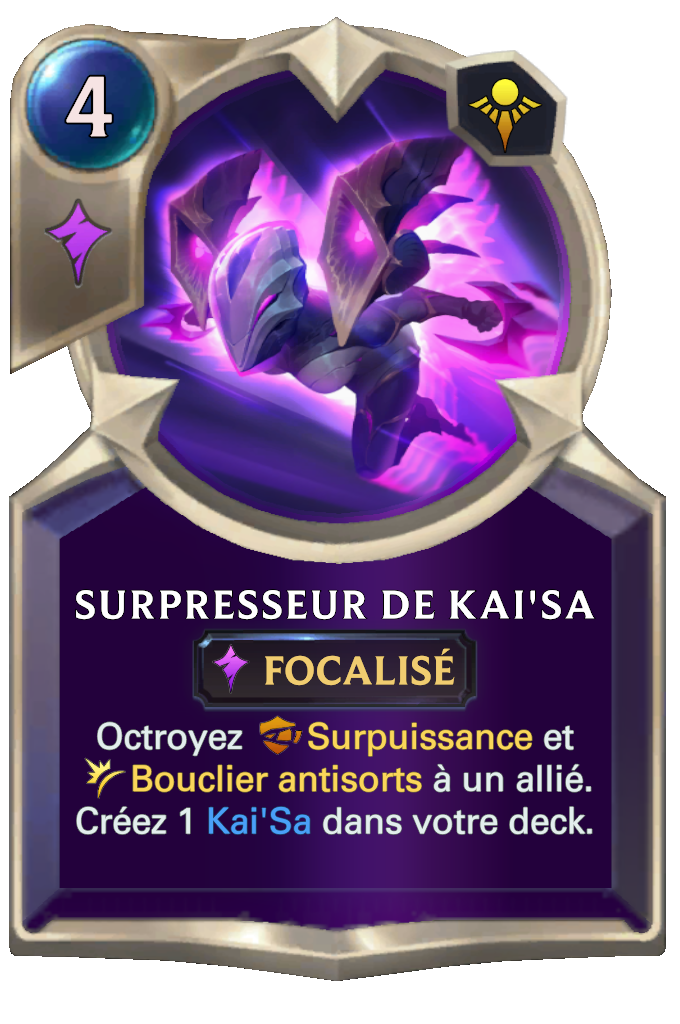 4
SURPRESSEUR DE KAI'SA
FOCALISÉ
Octroyez Surpuissance et
Bouclier antisorts à un allié.
Créez 1 Kai'Sa dans votre deck.